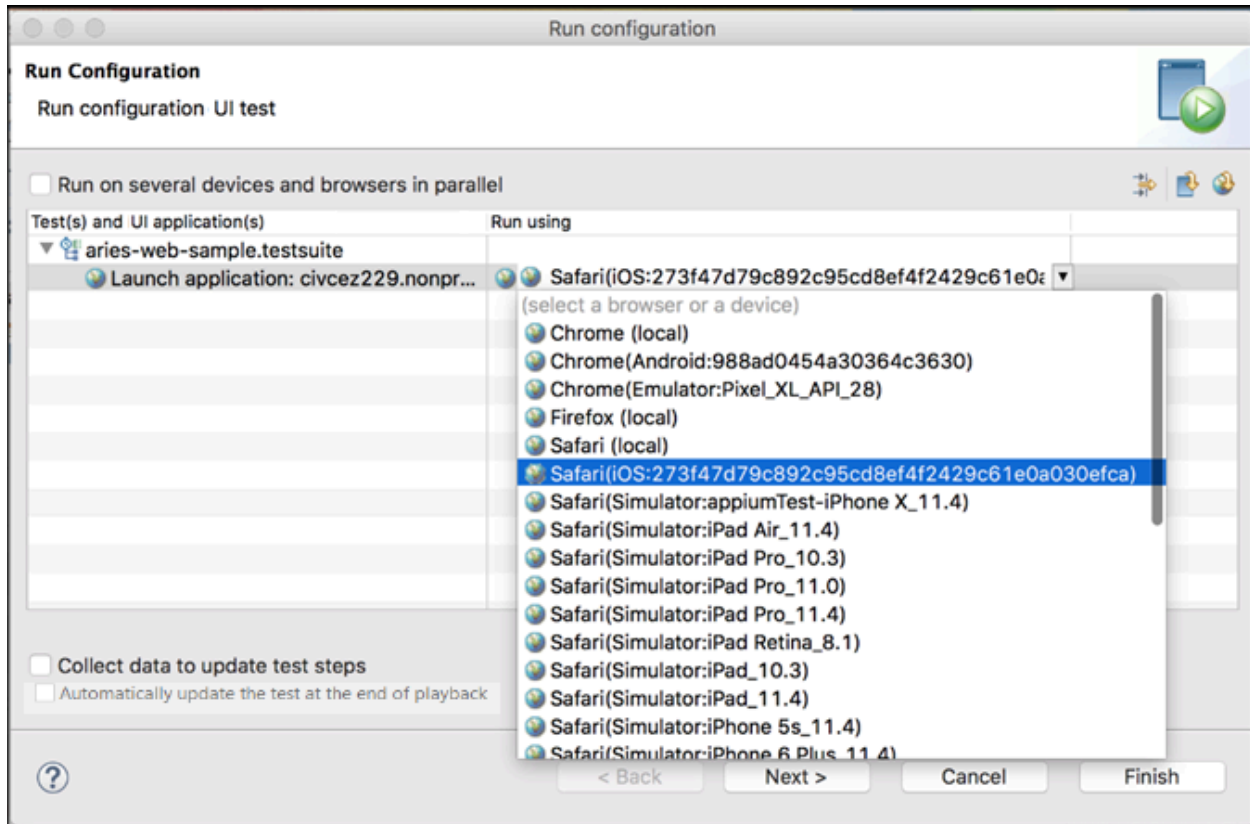 Run configuration
Run Configuration
Run configuration UI test
Run on several devices and browsers in parallel
Test(s) and UI application(s) Run using
aries-web-sample.testsuite
Launch application: civcez229.nonpr... Safari(iOS:273f47d79c892c95cd8ef4f2429c61e0a
(select a browser or a device)
Chrome (local)
Chrome(Android:988ad0454a30364c3630)
Chrome(Emulator:Pixel_XL_API_28)
Firefox (local)
Safari (local)
Safari(iOS:273f47d79c892c95cd8ef4f2429c61e0a030efca)
Safari(Simulator:appiumTest-iPhone X_11.4)
Safari(Simulator:iPad Air_11.4)
Safari(Simulator:iPad Pro_10.3)
Safari(Simulator:iPad Pro_11.0)
Safari(Simulator:iPad Pro_11.4)
Safari(Simulator:iPad Retina_8.1)
Safari(Simulator:iPad_10.3)
Safari(Simulator:iPad_11.4)
Safari(Simulator:iPhone 5s_11.4)
Safari(Simulator:iPhone 6 Plus_11.4)
Collect data to update test steps
Automatically update the test at the end of playback
? < Back Next > Cancel Finish